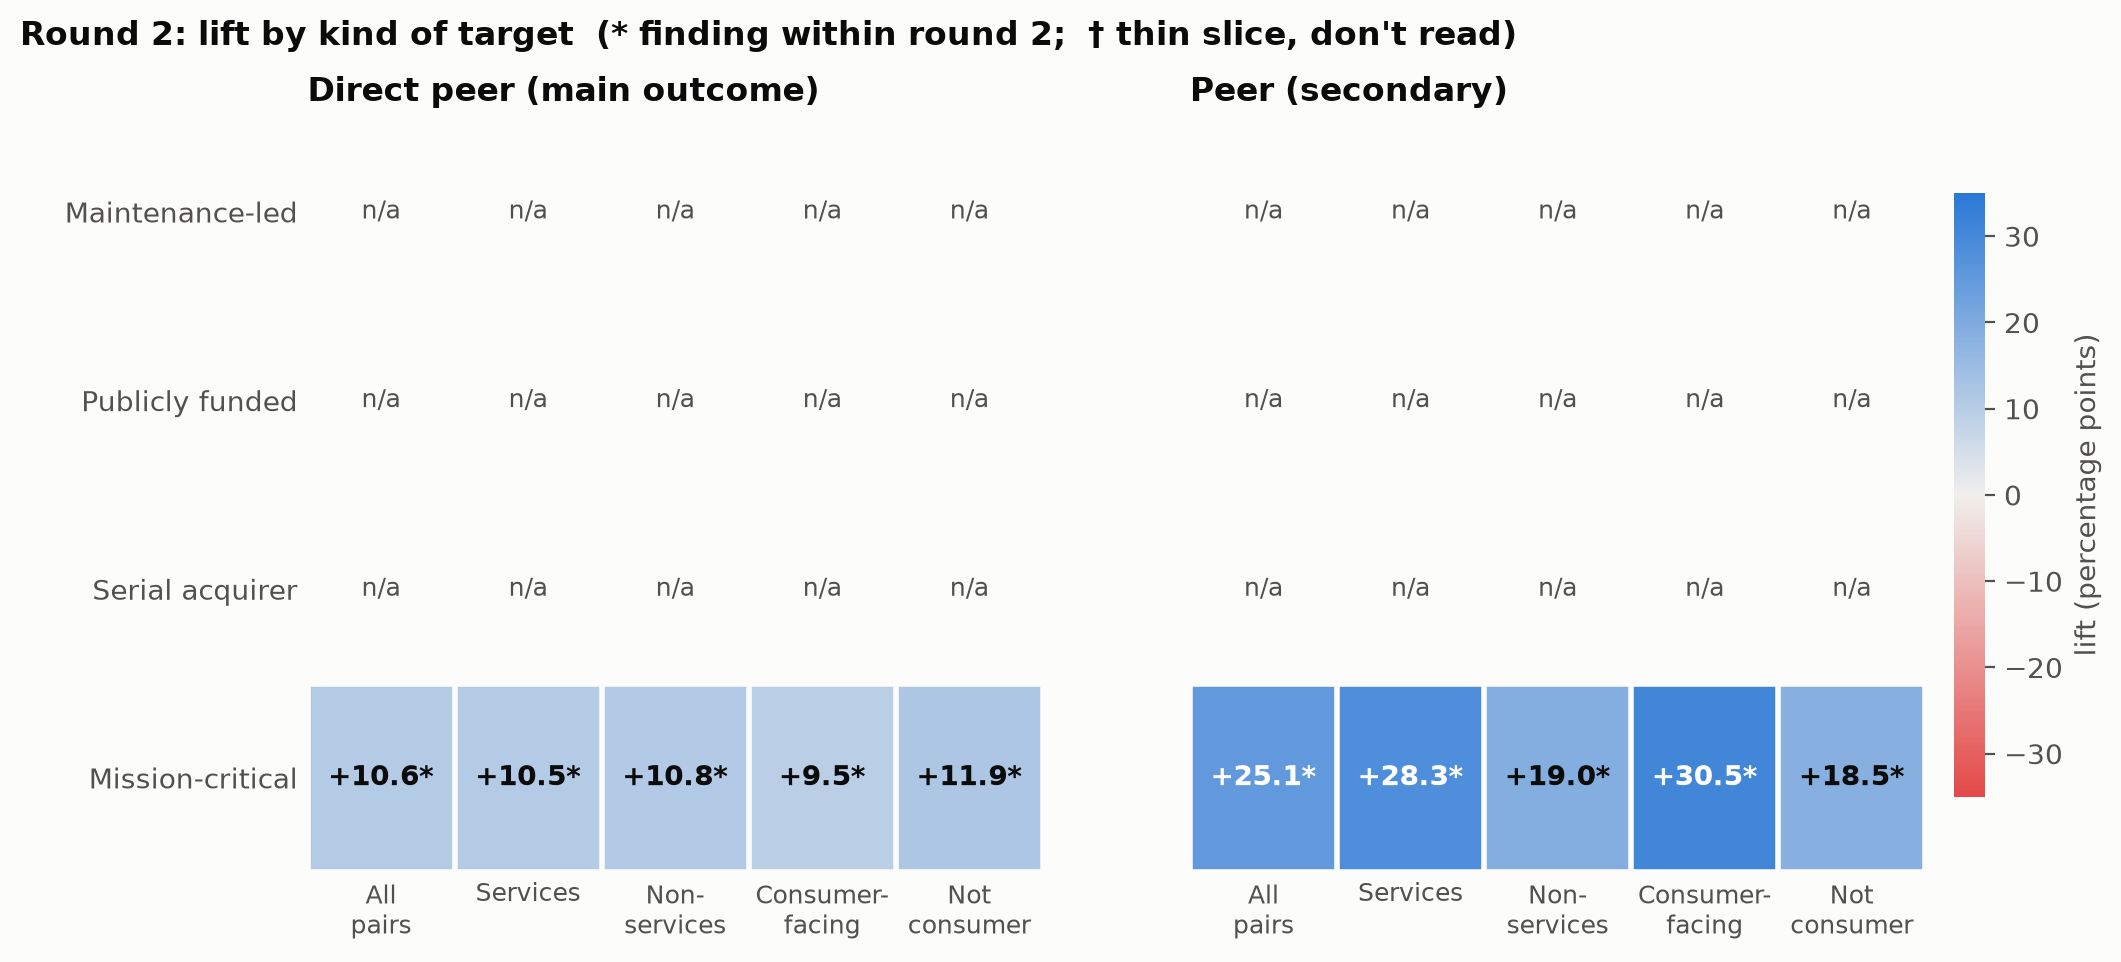 Round 2: lift by kind of target  (* finding within round 2;  † thin slice, don't read)
Direct peer (main outcome)
Peer (secondary)
Maintenance-led n/a n/a n/a n/a n/a n/a n/a n/a n/a n/a
Publicly funded n/a n/a n/a n/a n/a n/a n/a n/a n/a n/a
Serial acquirer n/a n/a n/a n/a n/a n/a n/a n/a n/a n/a
Mission-critical +10.6* +10.5* +10.8* +9.5* +11.9* +25.1* +28.3* +19.0* +30.5* +18.5*
All pairs
Services
Non-services
Consumer-facing
Not consumer
All pairs
Services
Non-services
Consumer-facing
Not consumer
30
20
10
0
−10
−20
−30
lift (percentage points)